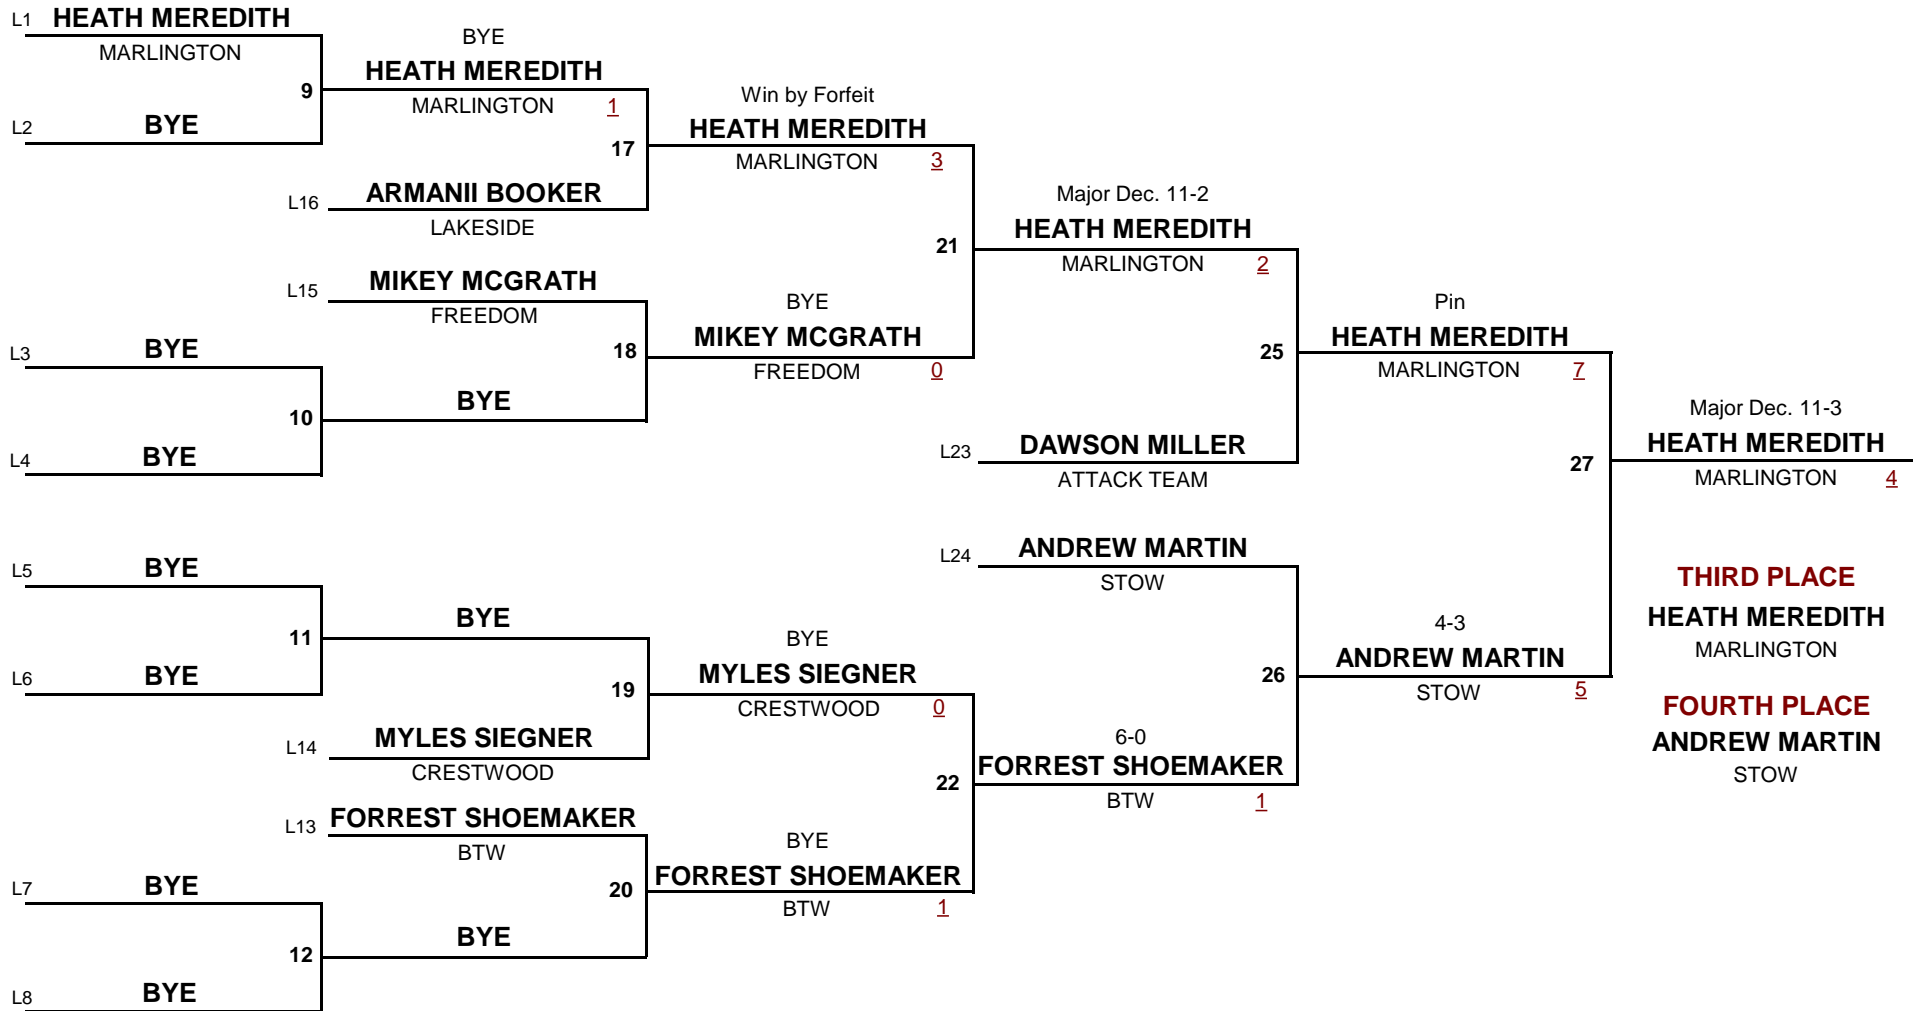 L1 HEATH MEREDITH
MARLINGTON
9
L2 BYE
BYE
HEATH MEREDITH
MARLINGTON 1
17
L16 ARMANII BOOKER
LAKESIDE
Win by Forfeit
HEATH MEREDITH
MARLINGTON 3
21
L15 MIKEY MCGRATH
FREEDOM
18
L3 BYE
10
BYE
L4 BYE
BYE
MIKEY MCGRATH
FREEDOM 0
Major Dec. 11-2
HEATH MEREDITH
MARLINGTON 2
25
L23 DAWSON MILLER
ATTACK TEAM
Pin
HEATH MEREDITH
MARLINGTON 7
27
Major Dec. 11-3
HEATH MEREDITH
MARLINGTON 4
L5 BYE
11
BYE
L6 BYE
19
L14 MYLES SIEGNER
CRESTWOOD
BYE
MYLES SIEGNER
CRESTWOOD 0
22
L13 FORREST SHOEMAKER
BTW
20
L7 BYE
12
BYE
L8 BYE
BYE
FORREST SHOEMAKER
BTW 1
L24 ANDREW MARTIN
STOW
26
6-0
FORREST SHOEMAKER
BTW 1
4-3
ANDREW MARTIN
STOW 5
THIRD PLACE
HEATH MEREDITH
MARLINGTON
FOURTH PLACE
ANDREW MARTIN
STOW